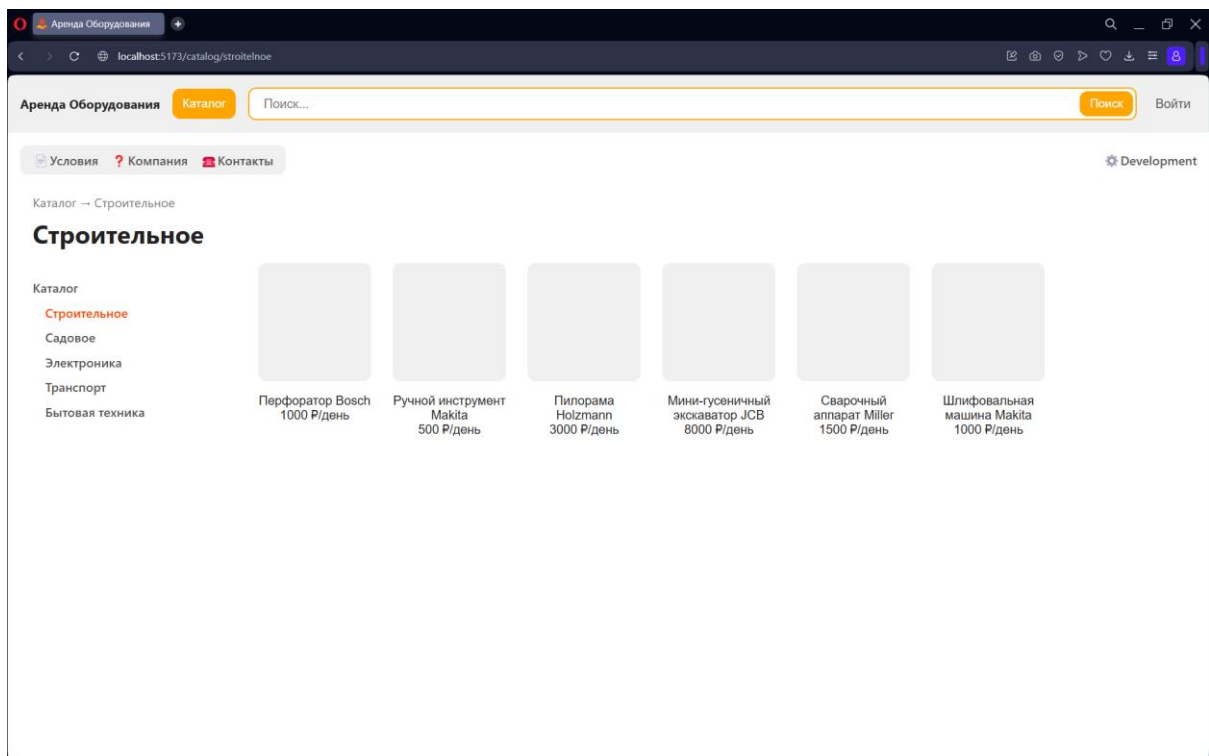 Аренда Оборудования
localhost:5173/catalog/stroitelnoe
Аренда Оборудования Каталог Поиск... Поиск Войти
Условия Компания Контакты Development
Каталог → Строительное
Строительное
Каталог
Строительное
Садовое
Электроника
Транспорт
Бытовая техника
Перфоратор Bosch
1000 ₽/день
Ручной инструмент
Makita
500 ₽/день
Пилорама
Holzmann
3000 ₽/день
Мини-гусеничный
экскаватор JCB
8000 ₽/день
Сварочный
аппарат Miller
1500 ₽/день
Шлифовальная
машина Makita
1000 ₽/день